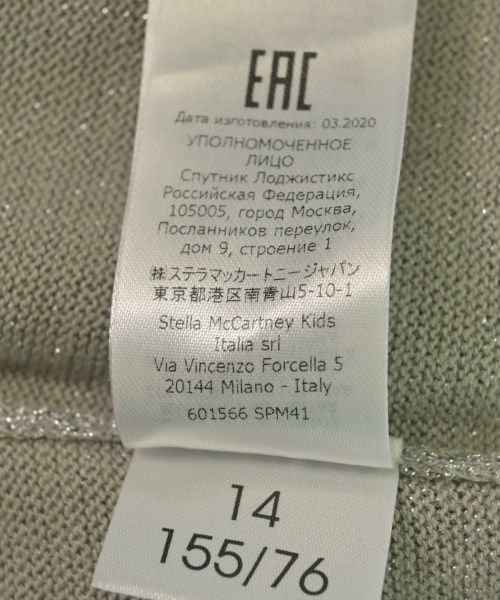 EAC
Дата изготовления: 03.2020
УПОЛНОМОЧЕННОЕ
ЛИЦО
Спутник Лоджистикс
Российская Федерация,
105005, город Москва,
Посланников переулок,
дом 9, строение 1
㈱ステラマッカートニージャパン
東京都港区南青山5-10-1
Stella McCartney Kids
Italia srl
Via Vincenzo Forcella 5
20144 Milano - Italy
601566 SPM41
14
155/76